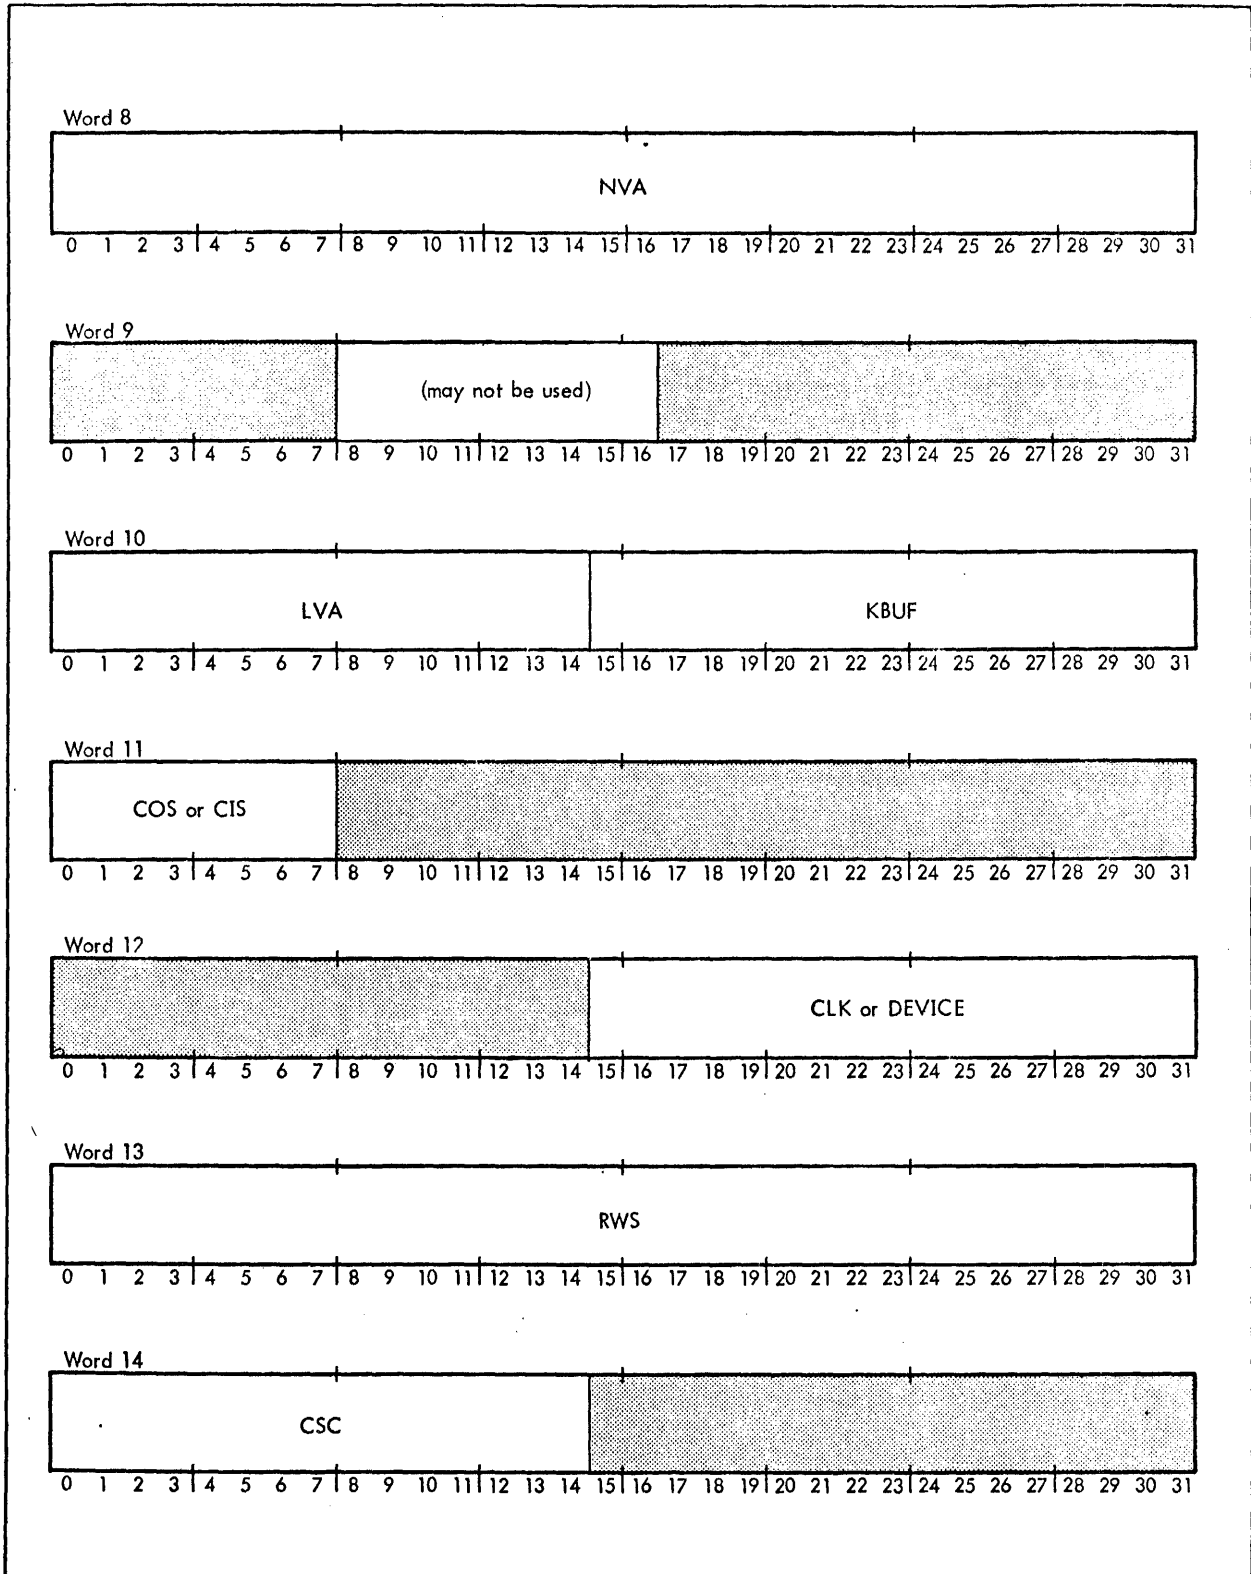 Word 8
NVA
0 1 2 3 4 5 6 7 8 9 10 11 12 13 14 15 16 17 18 19 20 21 22 23 24 25 26 27 28 29 30 31
Word 9
(may not be used)
0 1 2 3 4 5 6 7 8 9 10 11 12 13 14 15 16 17 18 19 20 21 22 23 24 25 26 27 28 29 30 31
Word 10
LVA KBUF
0 1 2 3 4 5 6 7 8 9 10 11 12 13 14 15 16 17 18 19 20 21 22 23 24 25 26 27 28 29 30 31
Word 11
COS or CIS
0 1 2 3 4 5 6 7 8 9 10 11 12 13 14 15 16 17 18 19 20 21 22 23 24 25 26 27 28 29 30 31
Word 12
CLK or DEVICE
0 1 2 3 4 5 6 7 8 9 10 11 12 13 14 15 16 17 18 19 20 21 22 23 24 25 26 27 28 29 30 31
Word 13
RWS
0 1 2 3 4 5 6 7 8 9 10 11 12 13 14 15 16 17 18 19 20 21 22 23 24 25 26 27 28 29 30 31
Word 14
CSC
0 1 2 3 4 5 6 7 8 9 10 11 12 13 14 15 16 17 18 19 20 21 22 23 24 25 26 27 28 29 30 31